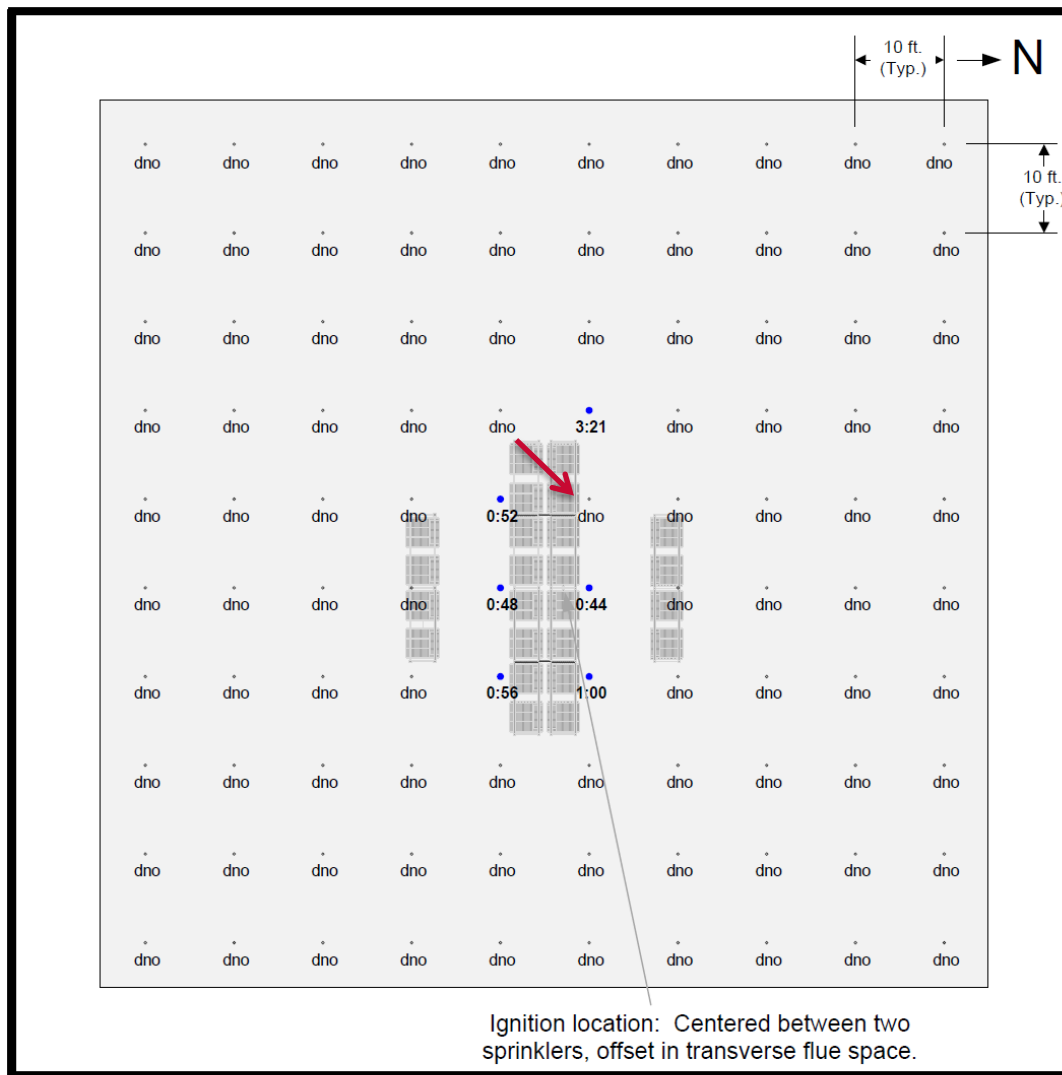 10 ft.
(Typ.)
N
dno dno dno dno dno dno dno dno dno dno
10 ft.
(Typ.)
dno dno dno dno dno dno dno dno dno dno
dno dno dno dno dno dno dno dno dno dno
dno dno dno dno dno 3:21 dno dno dno dno
dno dno dno dno 0:52 dno dno dno dno dno
dno dno dno dno 0:48 0:44 dno dno dno dno
dno dno dno dno 0:56 1:00 dno dno dno dno
dno dno dno dno dno dno dno dno dno dno
dno dno dno dno dno dno dno dno dno dno
dno dno dno dno dno dno dno dno dno dno
Ignition location: Centered between two
sprinklers, offset in transverse flue space.